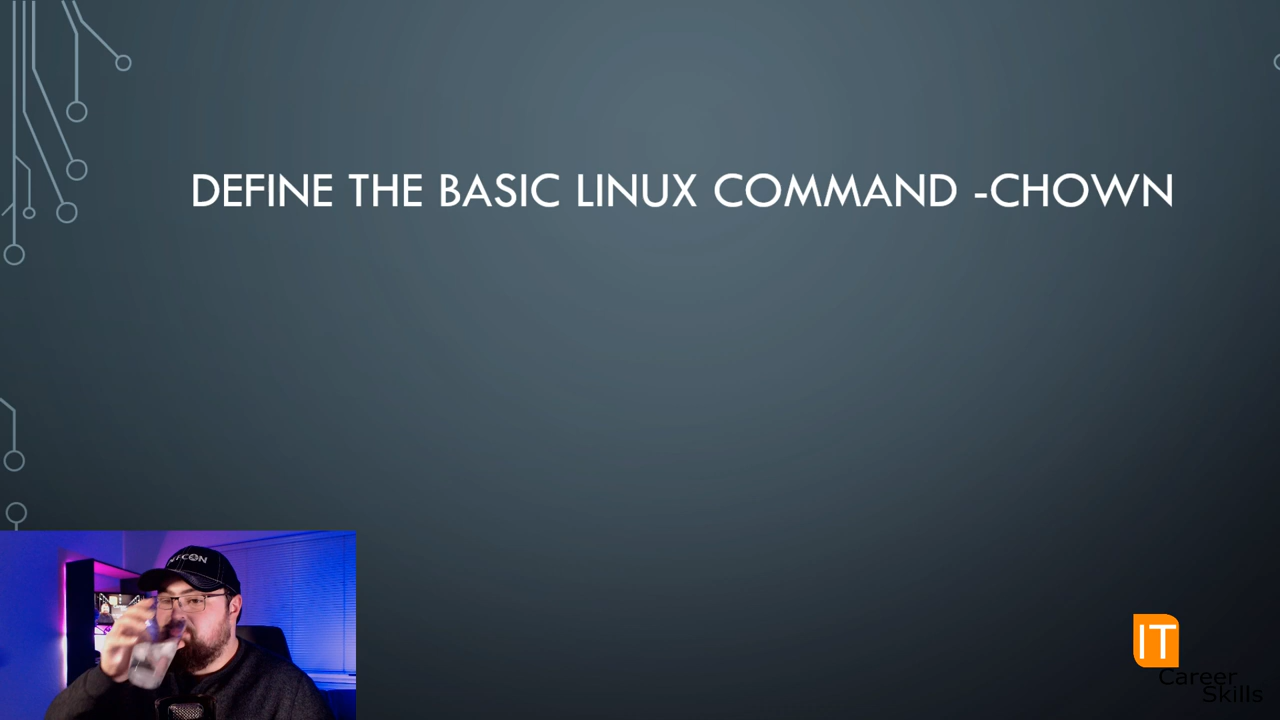 DEFINE THE BASIC LINUX COMMAND -CHOWN
IT
Career
Skills